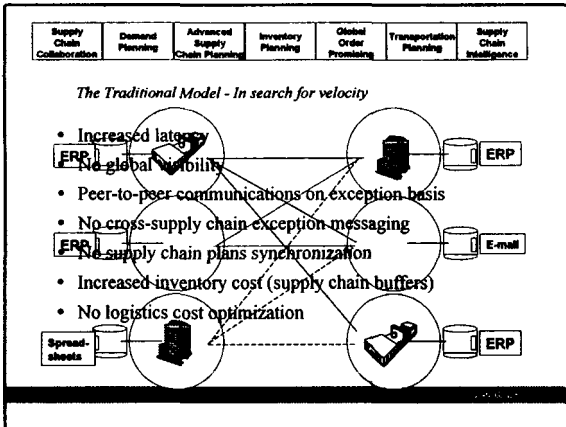 Supply Chain Collaboration
Demand Planning
Advanced Supply Chain Planning
Inventory Planning
Global Order Promising
Transportation Planning
Supply Chain Intelligence
The Traditional Model - In search for velocity
• Increased latency
ERP
• No global visibility
ERP
• Peer-to-peer communications on exception basis
• No cross-supply chain exception messaging
ERP
• No supply chain plans synchronization
E-mail
• Increased inventory cost (supply chain buffers)
• No logistics cost optimization
Spread-
sheets
ERP